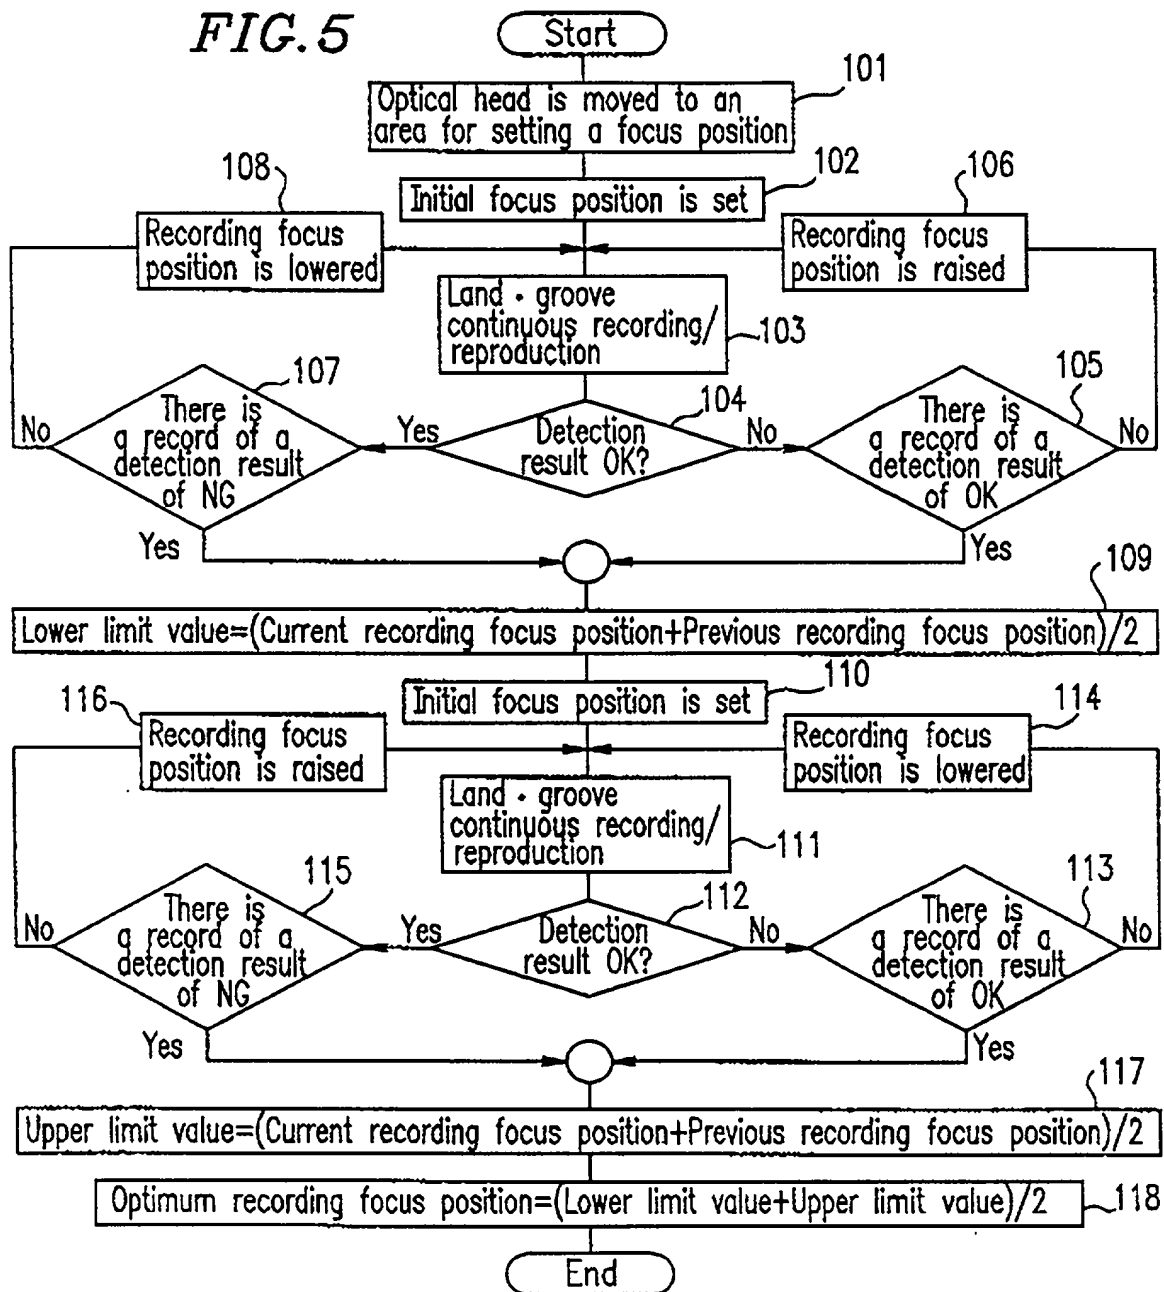 FIG.5
Start
101
Optical head is moved to an
area for setting a focus position
102
Initial focus position is set
108
Recording focus
position is lowered
106
Recording focus
position is raised
Land · groove
continuous recording/
reproduction
103
107
There is
a record of a
detection result
of NG
No
Yes
104
Detection
result OK?
No
105
There is
a record of a
detection result
of OK
No
Yes
Yes
109
Lower limit value=(Current recording focus position+Previous recording focus position)/2
110
Initial focus position is set
116
Recording focus
position is raised
114
Recording focus
position is lowered
Land · groove
continuous recording/
reproduction
111
115
There is
a record of a
detection result
of NG
No
Yes
112
Detection
result OK?
No
113
There is
a record of a
detection result
of OK
No
Yes
Yes
117
Upper limit value=(Current recording focus position+Previous recording focus position)/2
Optimum recording focus position=(Lower limit value+Upper limit value)/2
118
End